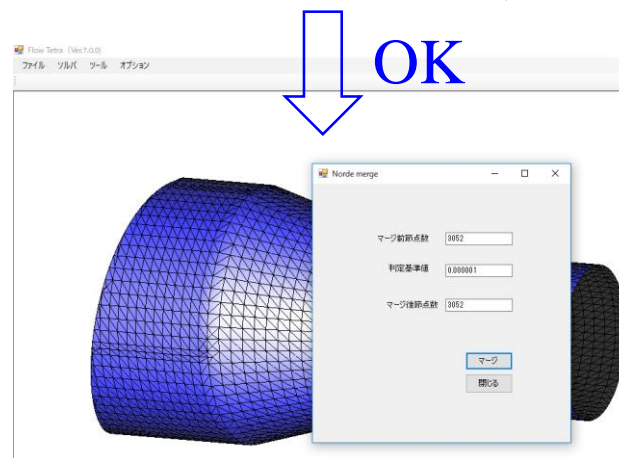 OK
Flow Tetra (Ver.7.0.0)
ファイル ソルバ ツール オプション
Norde merge
マージ前節点数 3052
判定基準値 0.000001
マージ後節点数 3052
マージ
閉じる